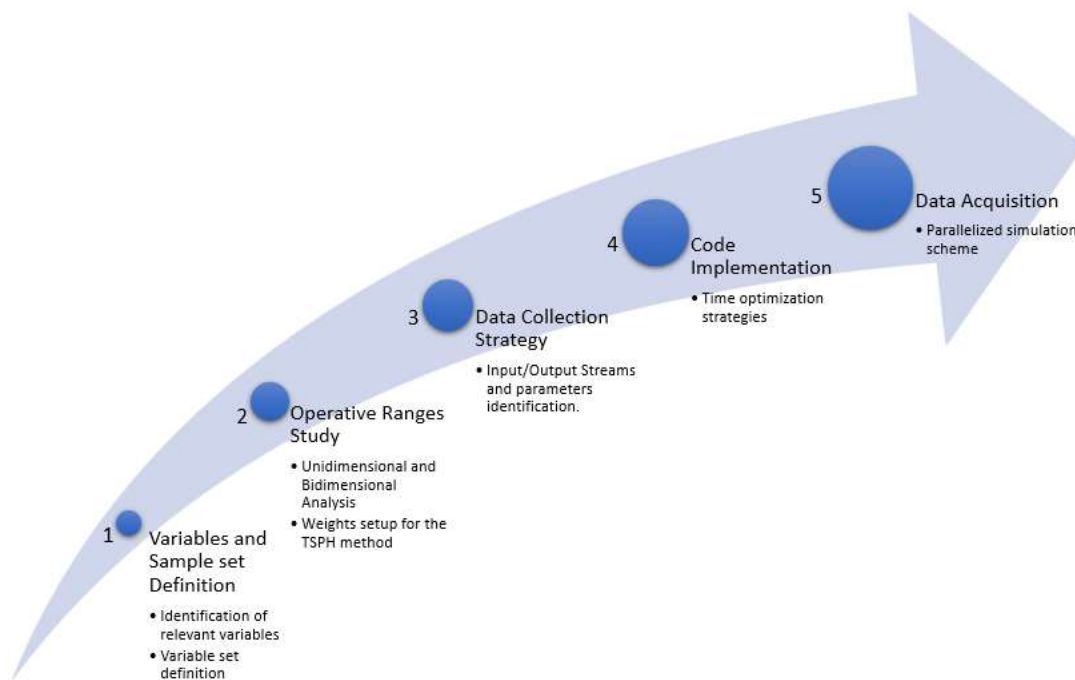 1
Variables and
Sample set
Definition
• Identification of
relevant variables
• Variable set
definition
2
Operative Ranges
Study
• Unidimensional and
Bidimensional
Analysis
• Weights setup for the
TSPH method
3
Data Collection
Strategy
• Input/Output Streams
and parameters
identification.
4
Code
Implementation
• Time optimization
strategies
5
Data Acquisition
• Parallelized simulation
scheme